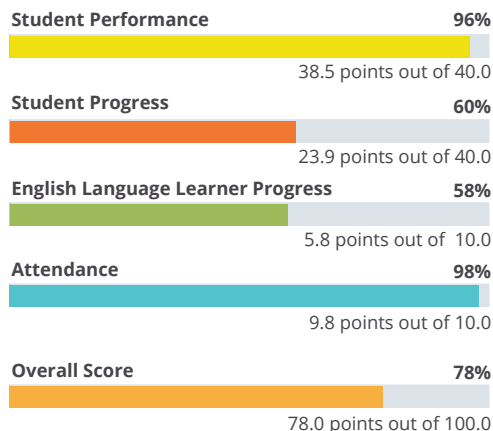 Student Performance 96%
38.5 points out of 40.0
Student Progress 60%
23.9 points out of 40.0
English Language Learner Progress 58%
5.8 points out of 10.0
Attendance 98%
9.8 points out of 10.0
Overall Score 78%
78.0 points out of 100.0